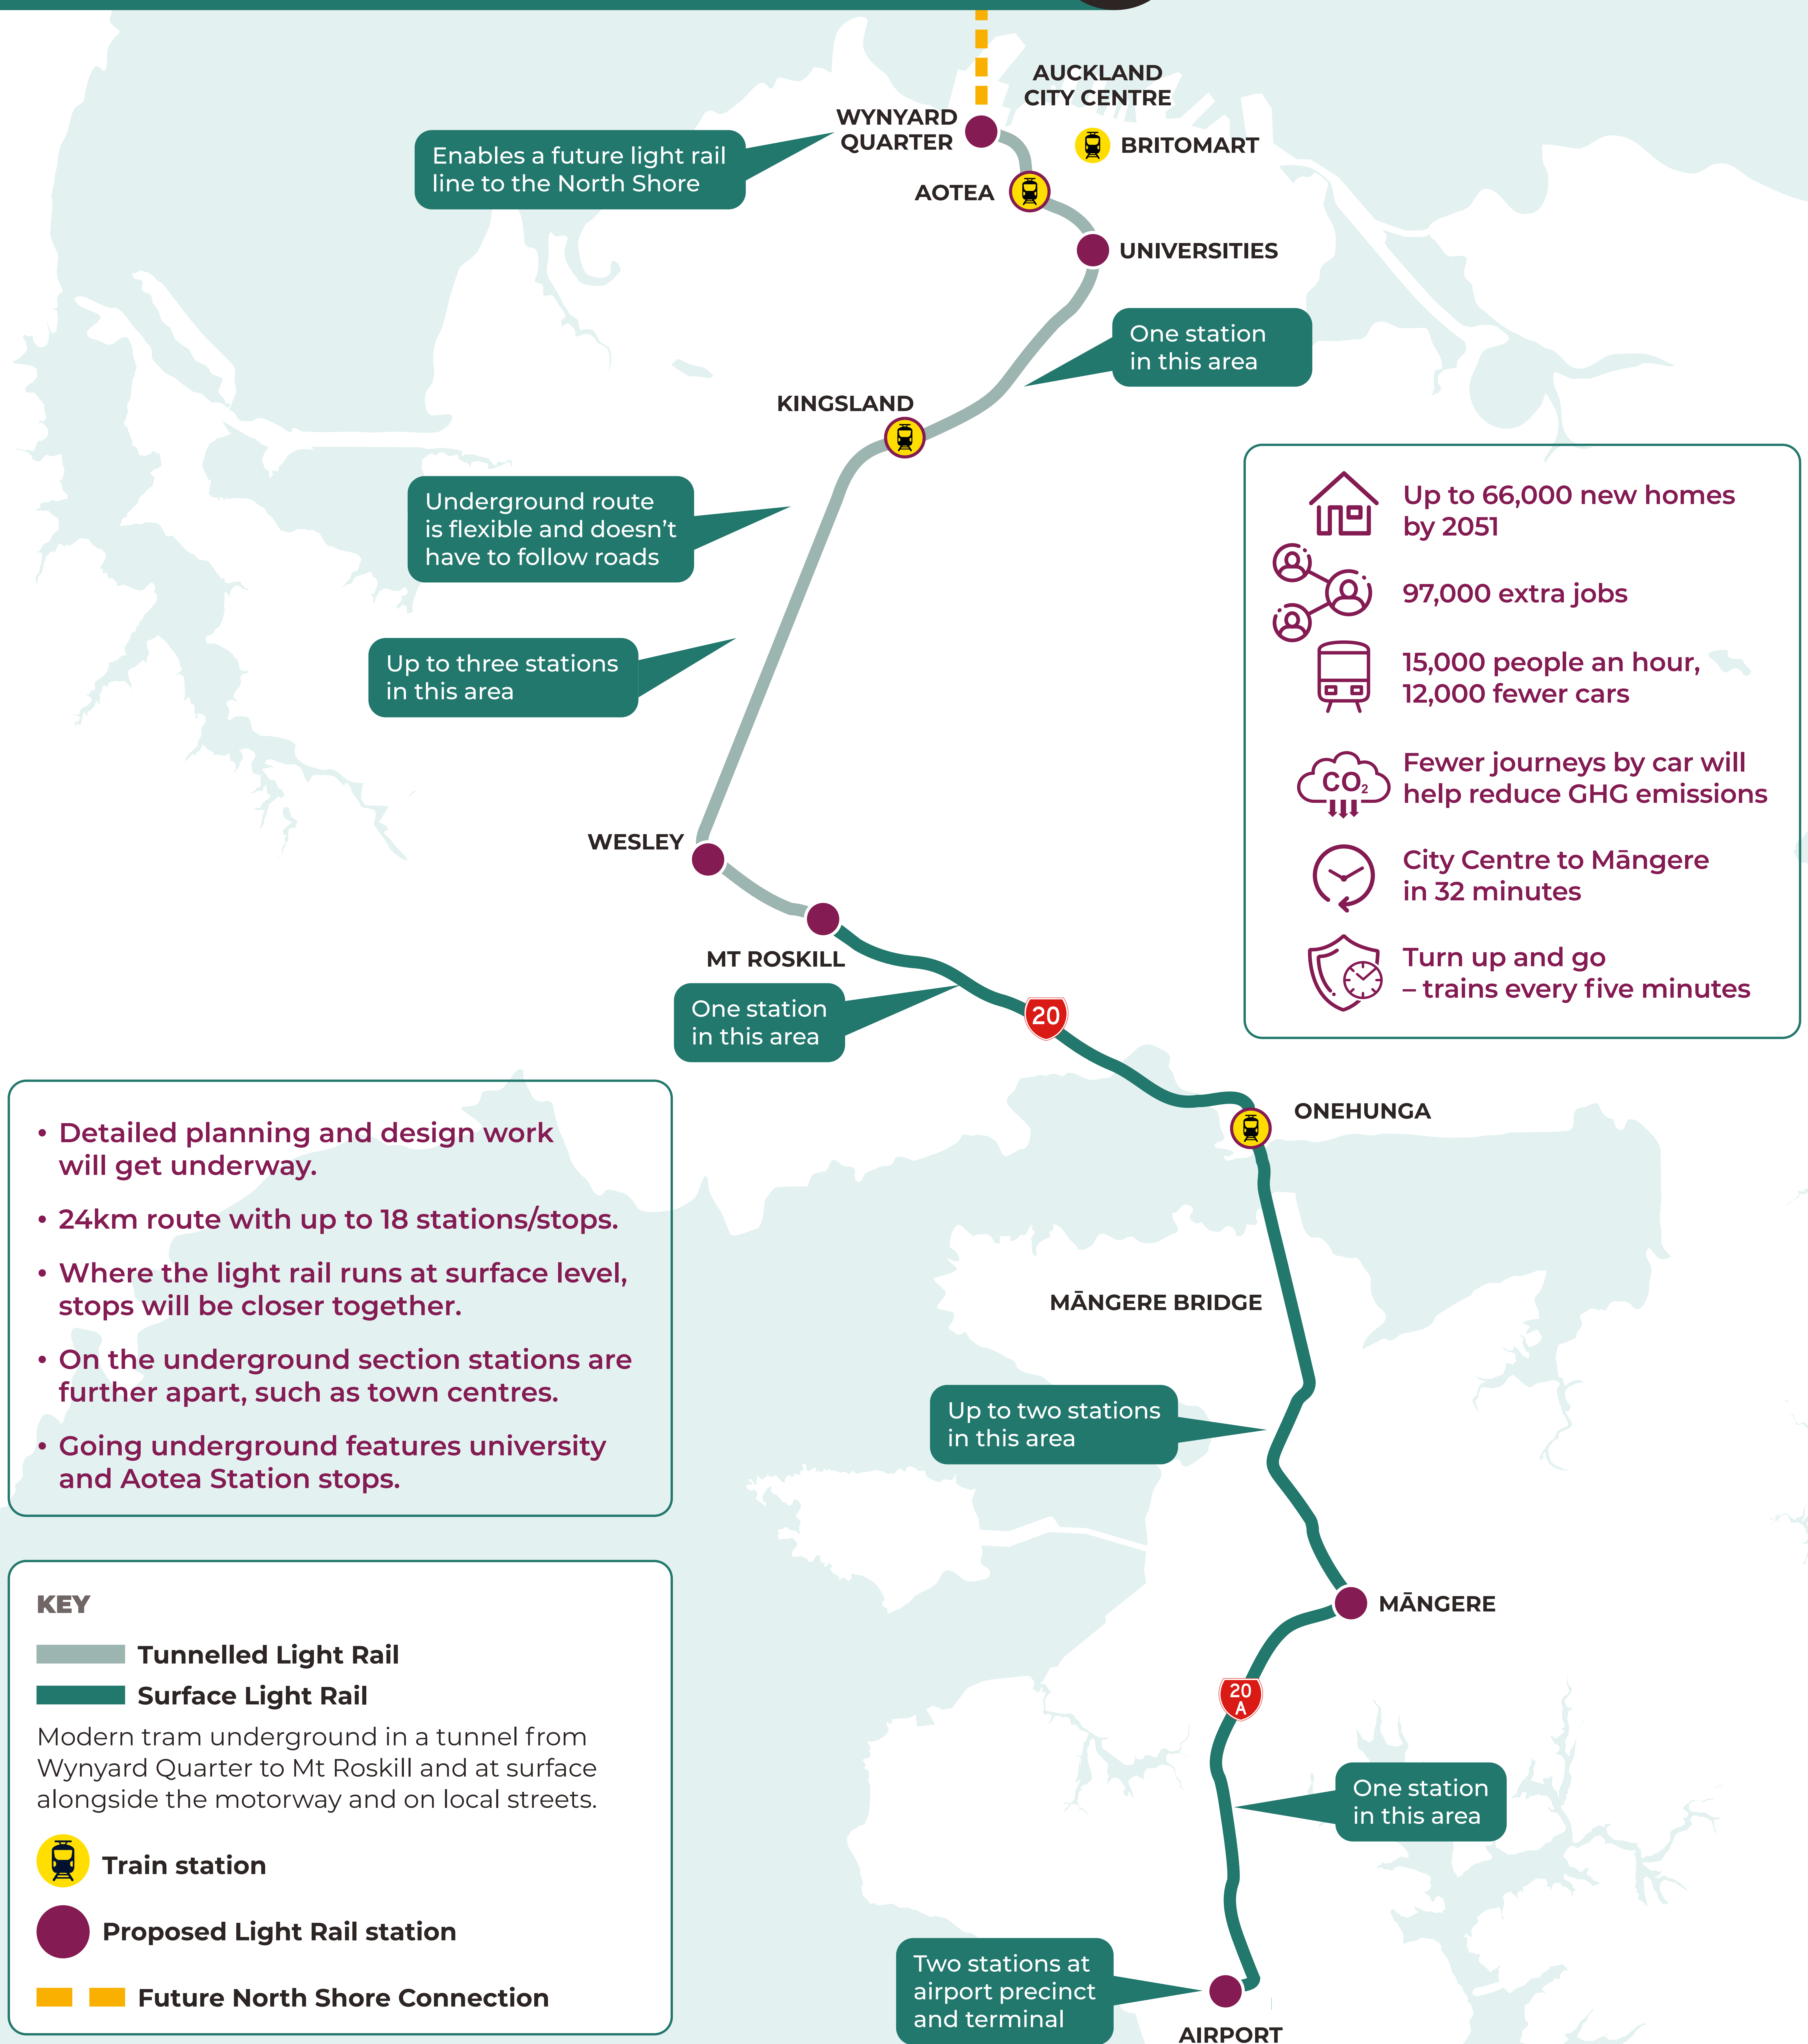 AUCKLAND
CITY CENTRE
WYNYARD
QUARTER
BRITOMART
Enables a future light rail
line to the North Shore
AOTEA
UNIVERSITIES
One station
in this area
KINGSLAND
Underground route
is flexible and doesn’t
have to follow roads
Up to three stations
in this area
Up to 66,000 new homes
by 2051
97,000 extra jobs
15,000 people an hour,
12,000 fewer cars
CO2
Fewer journeys by car will
help reduce GHG emissions
City Centre to Māngere
in 32 minutes
Turn up and go
– trains every five minutes
WESLEY
MT ROSKILL
One station
in this area
20
ONEHUNGA
• Detailed planning and design work
will get underway.
• 24km route with up to 18 stations/stops.
• Where the light rail runs at surface level,
stops will be closer together.
• On the underground section stations are
further apart, such as town centres.
• Going underground features university
and Aotea Station stops.
MĀNGERE BRIDGE
Up to two stations
in this area
MĀNGERE
20
A
One station
in this area
Two stations at
airport precinct
and terminal
AIRPORT
KEY
Tunnelled Light Rail
Surface Light Rail
Modern tram underground in a tunnel from
Wynyard Quarter to Mt Roskill and at surface
alongside the motorway and on local streets.
Train station
Proposed Light Rail station
Future North Shore Connection